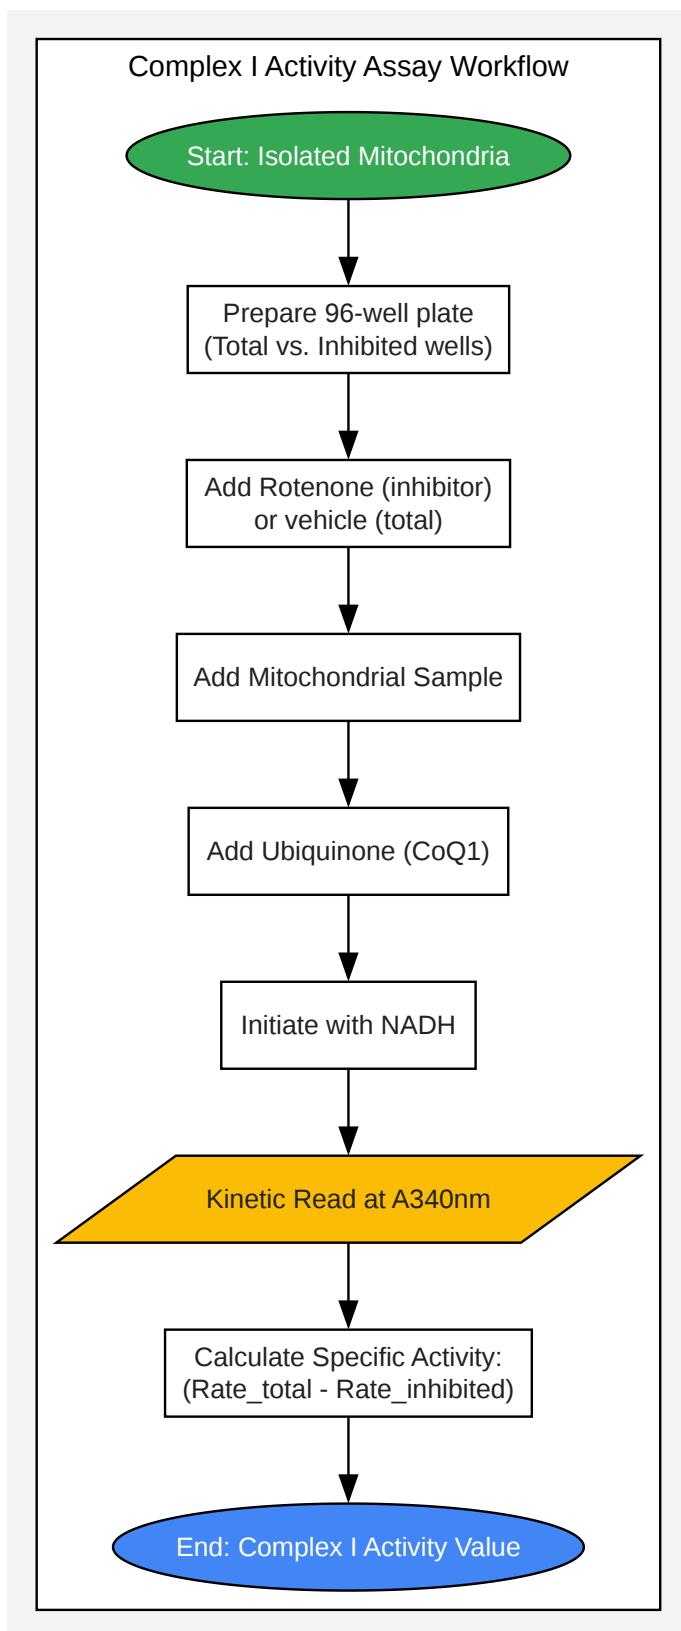 Complex I Activity Assay Workflow
Start: Isolated Mitochondria
Prepare 96-well plate
(Total vs. Inhibited wells)
Add Rotenone (inhibitor)
or vehicle (total)
Add Mitochondrial Sample
Add Ubiquinone (CoQ1)
Initiate with NADH
Kinetic Read at A340nm
Calculate Specific Activity:
(Rate_total - Rate_inhibited)
End: Complex I Activity Value